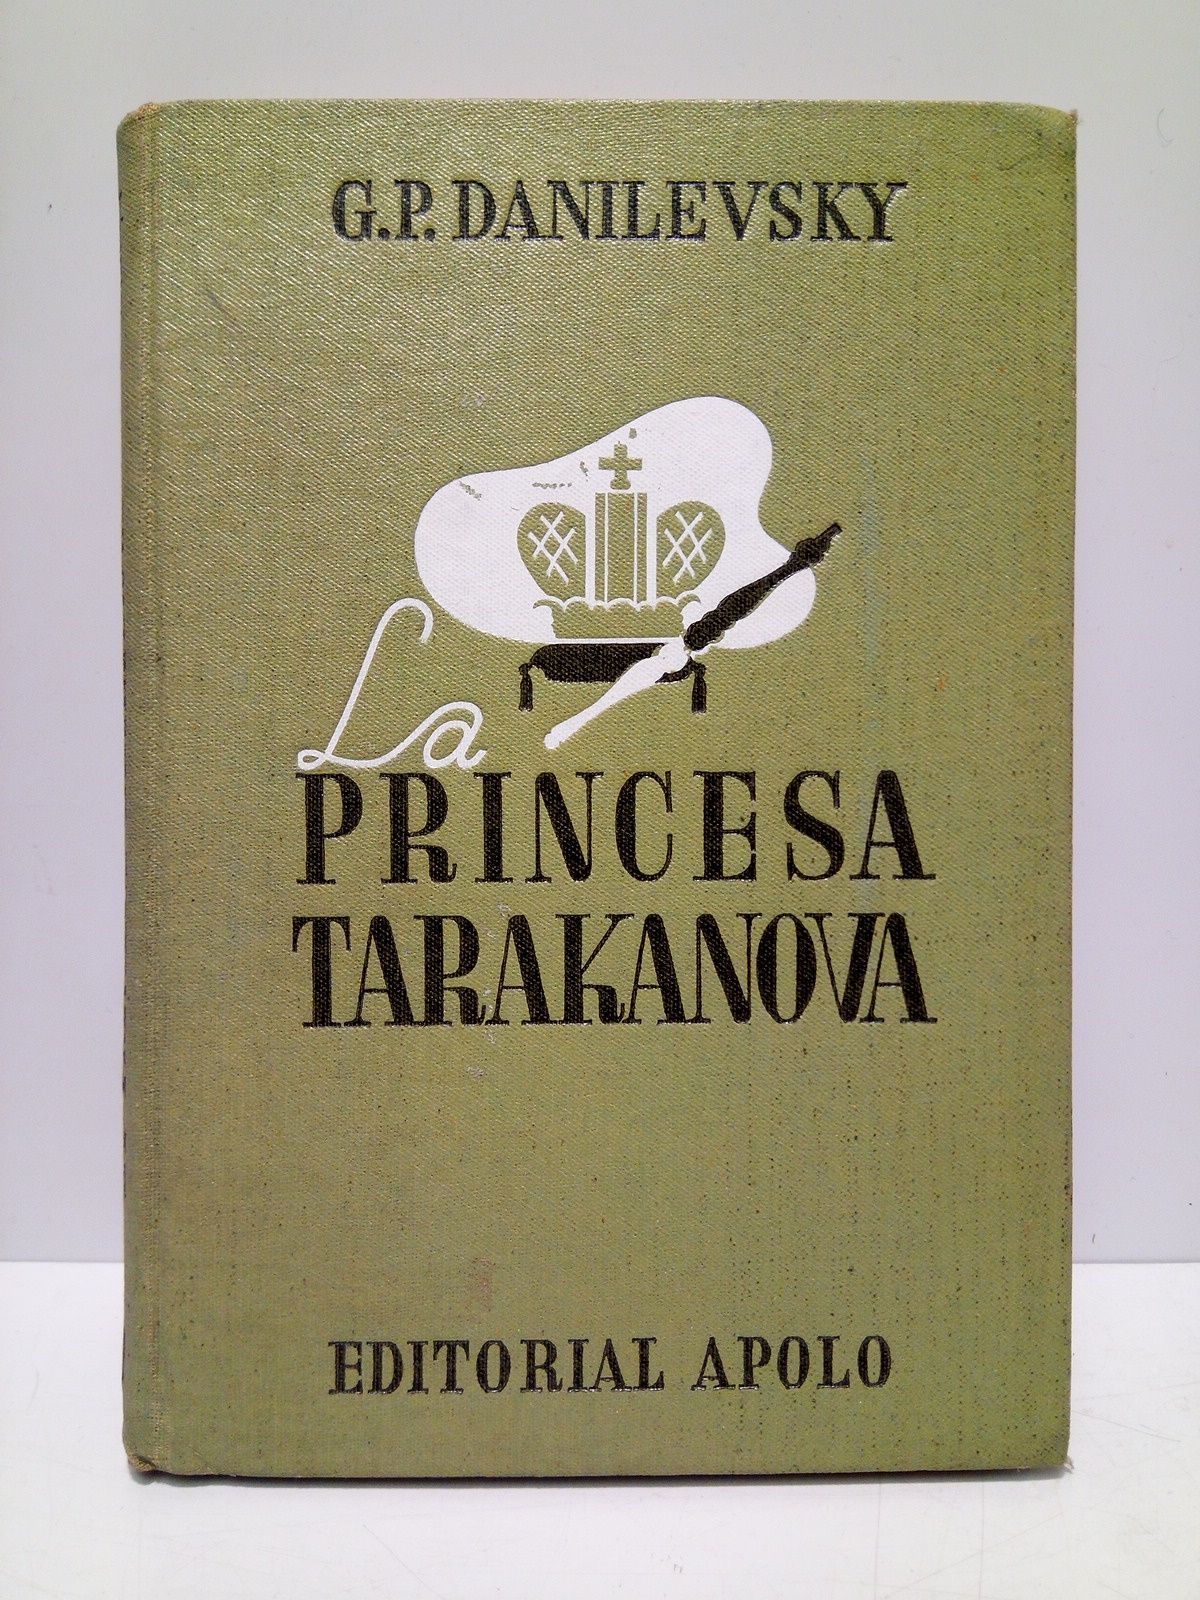 G.P. DANILEVSKY
La
PRINCESA
TARAKANOVA
EDITORIAL APOLO